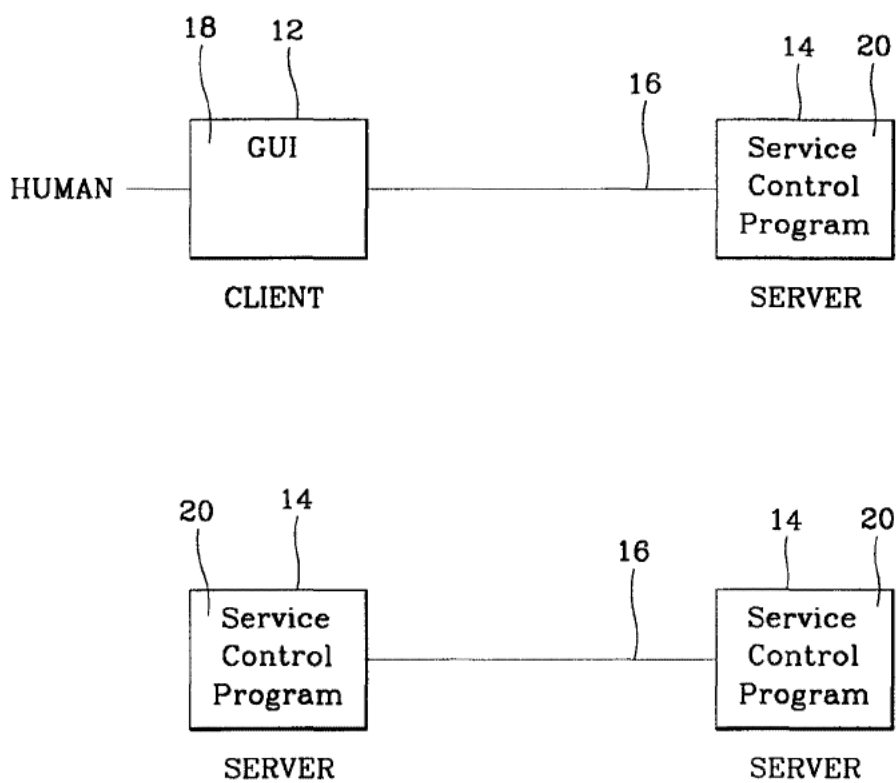 18 12 14 20
16
GUI Service
HUMAN Control
Program
CLIENT SERVER
20 14 14 20
16
Service Service
Control Control
Program Program
SERVER SERVER